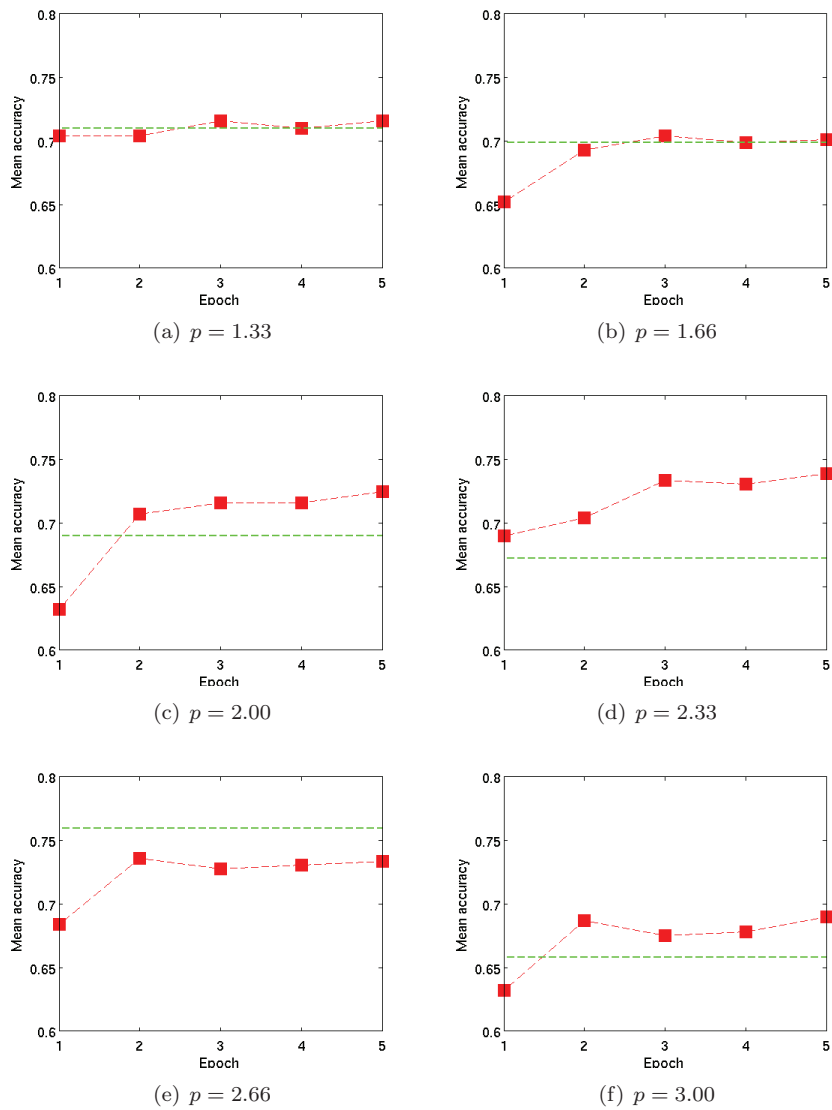 0.8
0.75
0.7
0.65
0.6
Mean accuracy
1 2 3 4 5
Epoch
(a) p = 1.33
0.8
0.75
0.7
0.65
0.6
Mean accuracy
1 2 3 4 5
Epoch
(b) p = 1.66
0.8
0.75
0.7
0.65
0.6
Mean accuracy
1 2 3 4 5
Epoch
(c) p = 2.00
0.8
0.75
0.7
0.65
0.6
Mean accuracy
1 2 3 4 5
Epoch
(d) p = 2.33
0.8
0.75
0.7
0.65
0.6
Mean accuracy
1 2 3 4 5
Epoch
(e) p = 2.66
0.8
0.75
0.7
0.65
0.6
Mean accuracy
1 2 3 4 5
Epoch
(f) p = 3.00